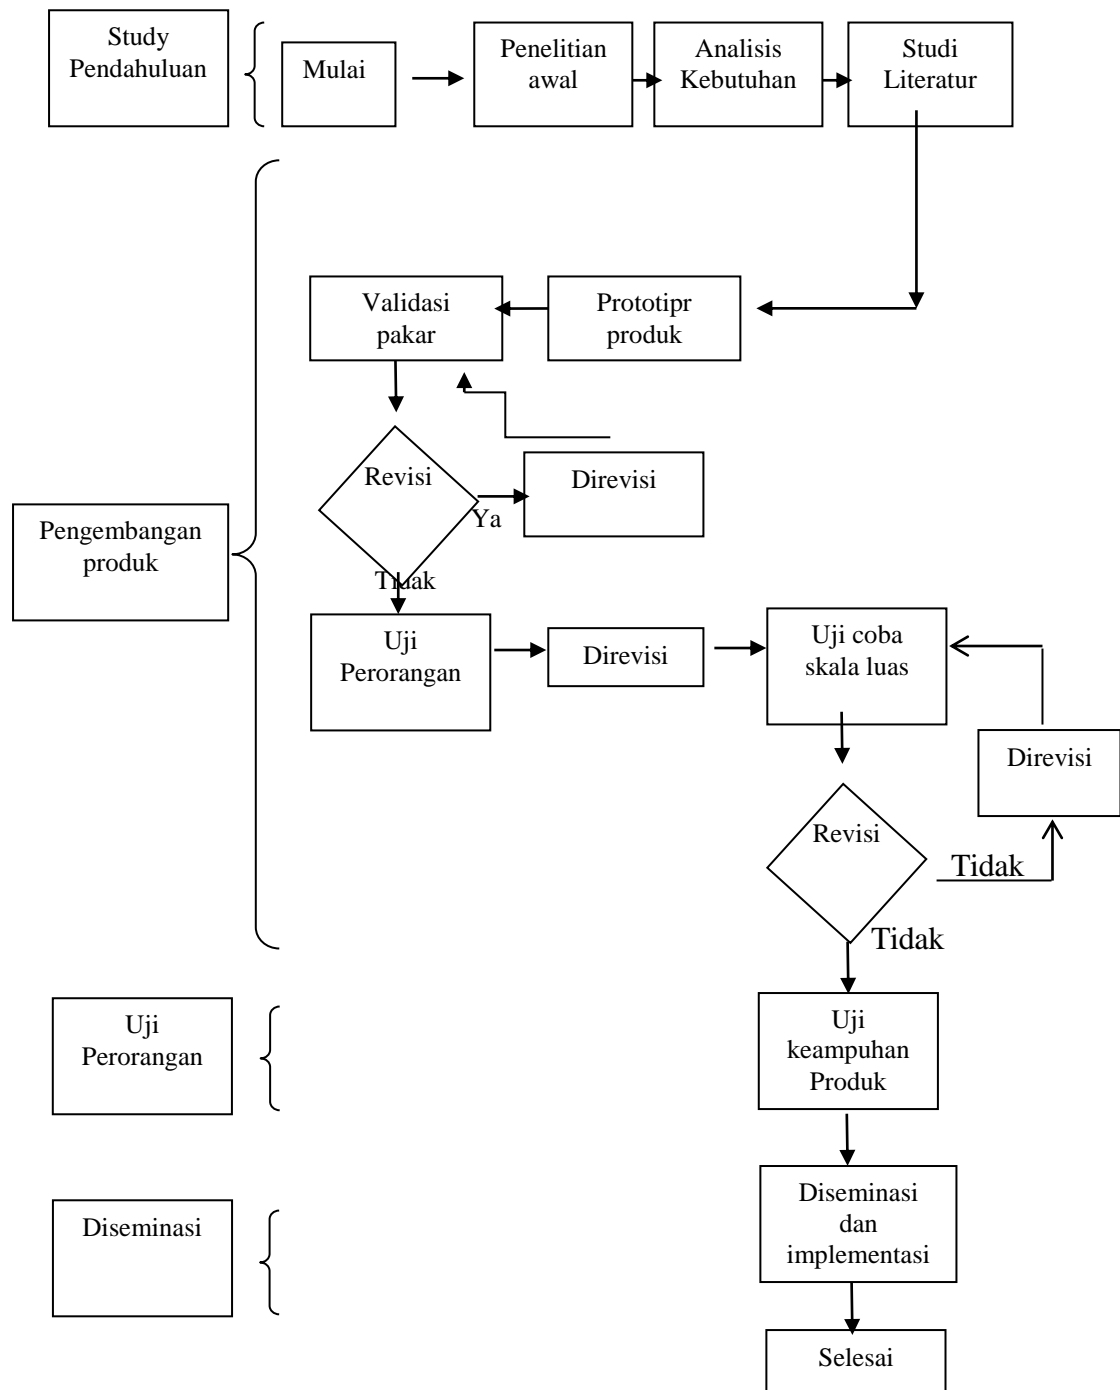 Study
Pendahuluan
Mulai
Penelitian
awal
Analisis
Kebutuhan
Studi
Literatur
Validasi
pakar
Prototipr
produk
Revisi
Ya
Direvisi
Tidak
Pengembangan
produk
Uji
Perorangan
Direvisi
Uji coba
skala luas
Direvisi
Revisi
Tidak
Tidak
Uji
Perorangan
Uji
keampuhan
Produk
Diseminasi
Diseminasi
dan
implementasi
Selesai